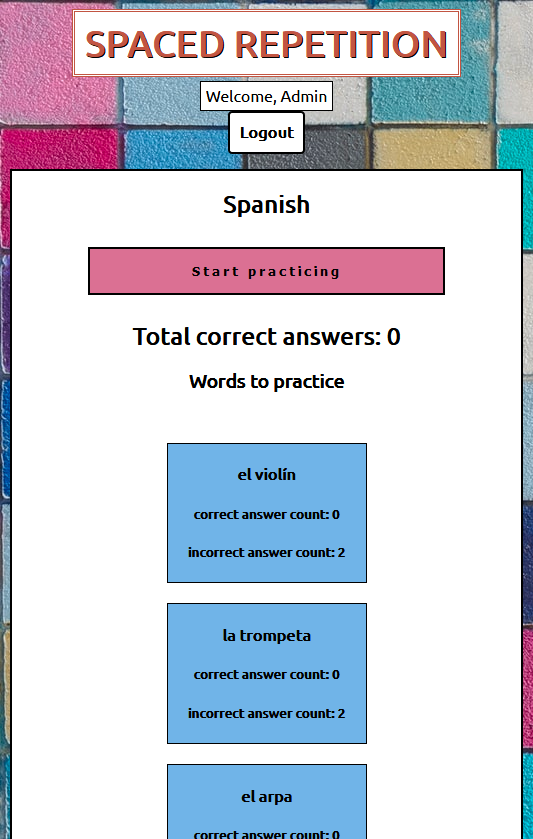 SPACED REPETITION
Welcome, Admin
Logout
Spanish
Start practicing
Total correct answers: 0
Words to practice
el violín
correct answer count: 0
incorrect answer count: 2
la trompeta
correct answer count: 0
incorrect answer count: 2
el arpa
correct answer count: 0